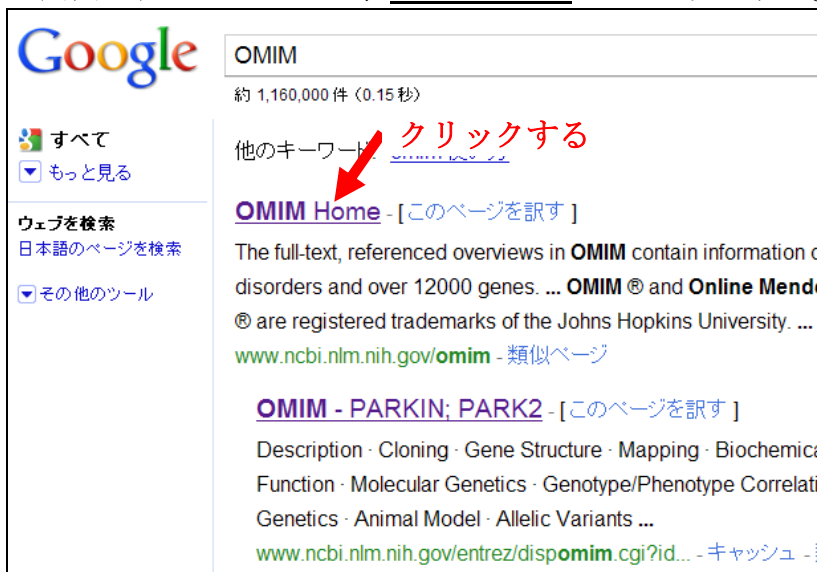 Google
OMIM
約 1,160,000 件 (0.15 秒)
すべて
もっと見る
クリックする
他のキーワード: omim 使い方
ウェブを検索
日本語のページを検索
その他のツール
OMIM Home - [ このページを訳す ]
The full-text, referenced overviews in OMIM contain information
disorders and over 12000 genes. ... OMIM ® and Online Mende
® are registered trademarks of the Johns Hopkins University. ...
www.ncbi.nlm.nih.gov/omim - 類似ページ
OMIM - PARKIN; PARK2 - [ このページを訳す ]
Description · Cloning · Gene Structure · Mapping · Biochemica
Function · Molecular Genetics · Genotype/Phenotype Correlati
Genetics · Animal Model · Allelic Variants ...
www.ncbi.nlm.nih.gov/entrez/dispomim.cgi?id... - キャッシュ -